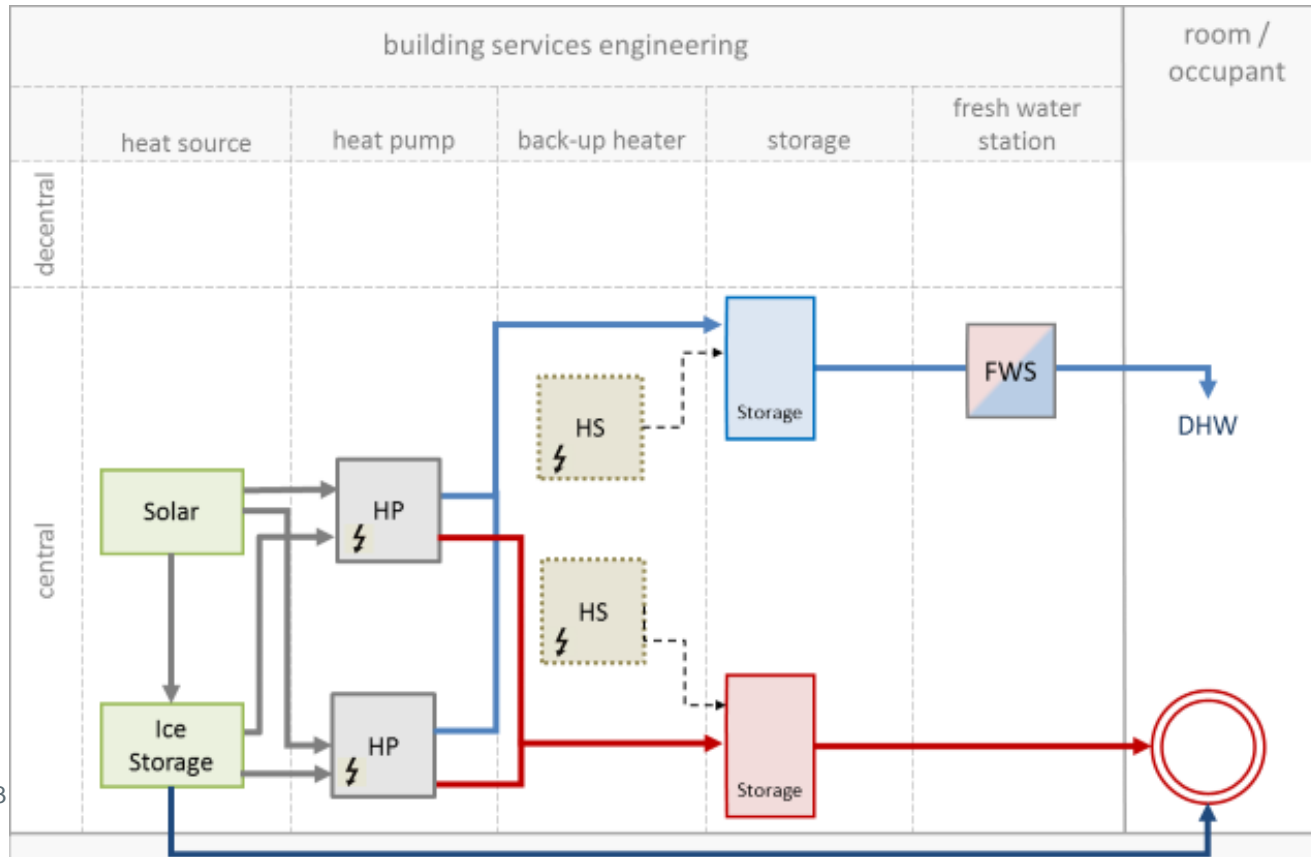 building services engineering
room /
occupant
heat source
heat pump
back-up heater
storage
fresh water
station
decentral
central
Storage
FWS
DHW
HS
Solar
HP
HS
Ice
Storage
HP
Storage
3